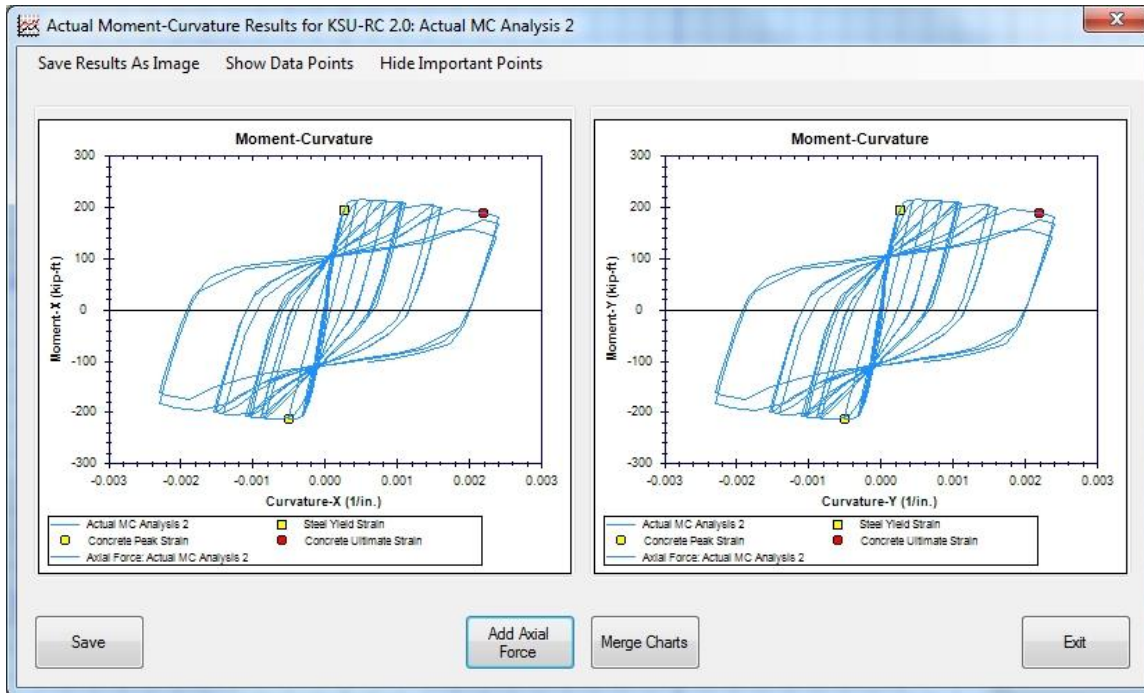 Actual Moment-Curvature Results for KSU-RC 2.0: Actual MC Analysis 2
x
Save Results As Image Show Data Points Hide Important Points
Moment-Curvature
300
200
100
0
-100
-200
-300
Moment-X (kip-ft)
-0.003 -0.002 -0.001 0.000 0.001 0.002 0.003
Curvature-X (1/in.)
Actual MC Analysis 2 Steel Yield Strain
Concrete Peak Strain Concrete Ultimate Strain
Axial Force: Actual MC Analysis 2
Moment-Curvature
300
200
100
0
-100
-200
-300
Moment-Y (kip-ft)
-0.003 -0.002 -0.001 0.000 0.001 0.002 0.003
Curvature-Y (1/in.)
Actual MC Analysis 2 Steel Yield Strain
Concrete Peak Strain Concrete Ultimate Strain
Axial Force: Actual MC Analysis 2
Save
Add Axial
Force
Merge Charts
Exit